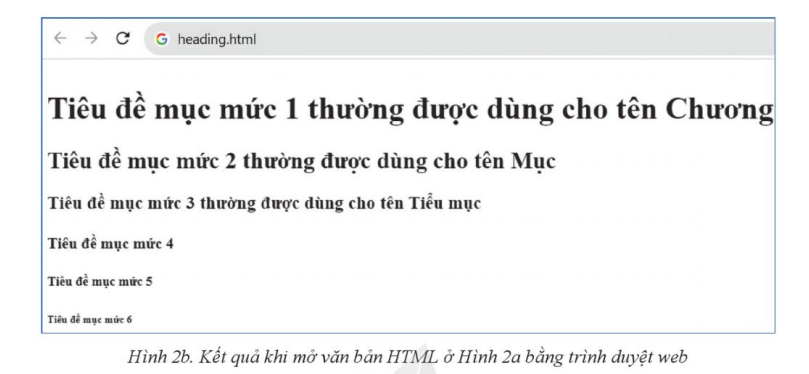 heading.html
Tiêu đề mục mức 1 thường được dùng cho tên Chương
Tiêu đề mục mức 2 thường được dùng cho tên Mục
Tiêu đề mục mức 3 thường được dùng cho tên Tiểu mục
Tiêu đề mục mức 4
Tiêu đề mục mức 5
Tiêu đề mục mức 6
Hình 2b. Kết quả khi mở văn bản HTML ở Hình 2a bằng trình duyệt web